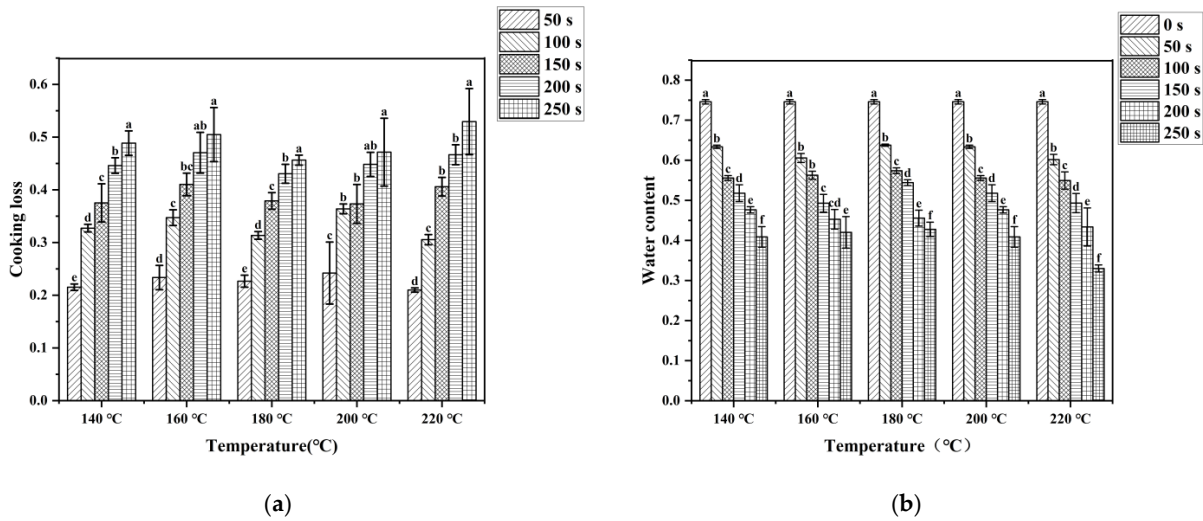 50 s
100 s
150 s
200 s
250 s
0.6
0.5
0.4
0.3
0.2
0.1
0.0
Cooking loss
e d c b a
c c bc ab a
d d c b a
c b b ab a
d c b b a
140 °C 160 °C 180 °C 200 °C 220 °C
Temperature(°C)
(a)
0 s
50 s
100 s
150 s
200 s
250 s
0.8
0.7
0.6
0.5
0.4
0.3
0.2
0.1
0.0
Water content
a b c d e f
a b b c cd e
a b c d e f
a b c d e f
a b c d e f
140 °C 160 °C 180 °C 200 °C 220 °C
Temperature（°C）
(b)